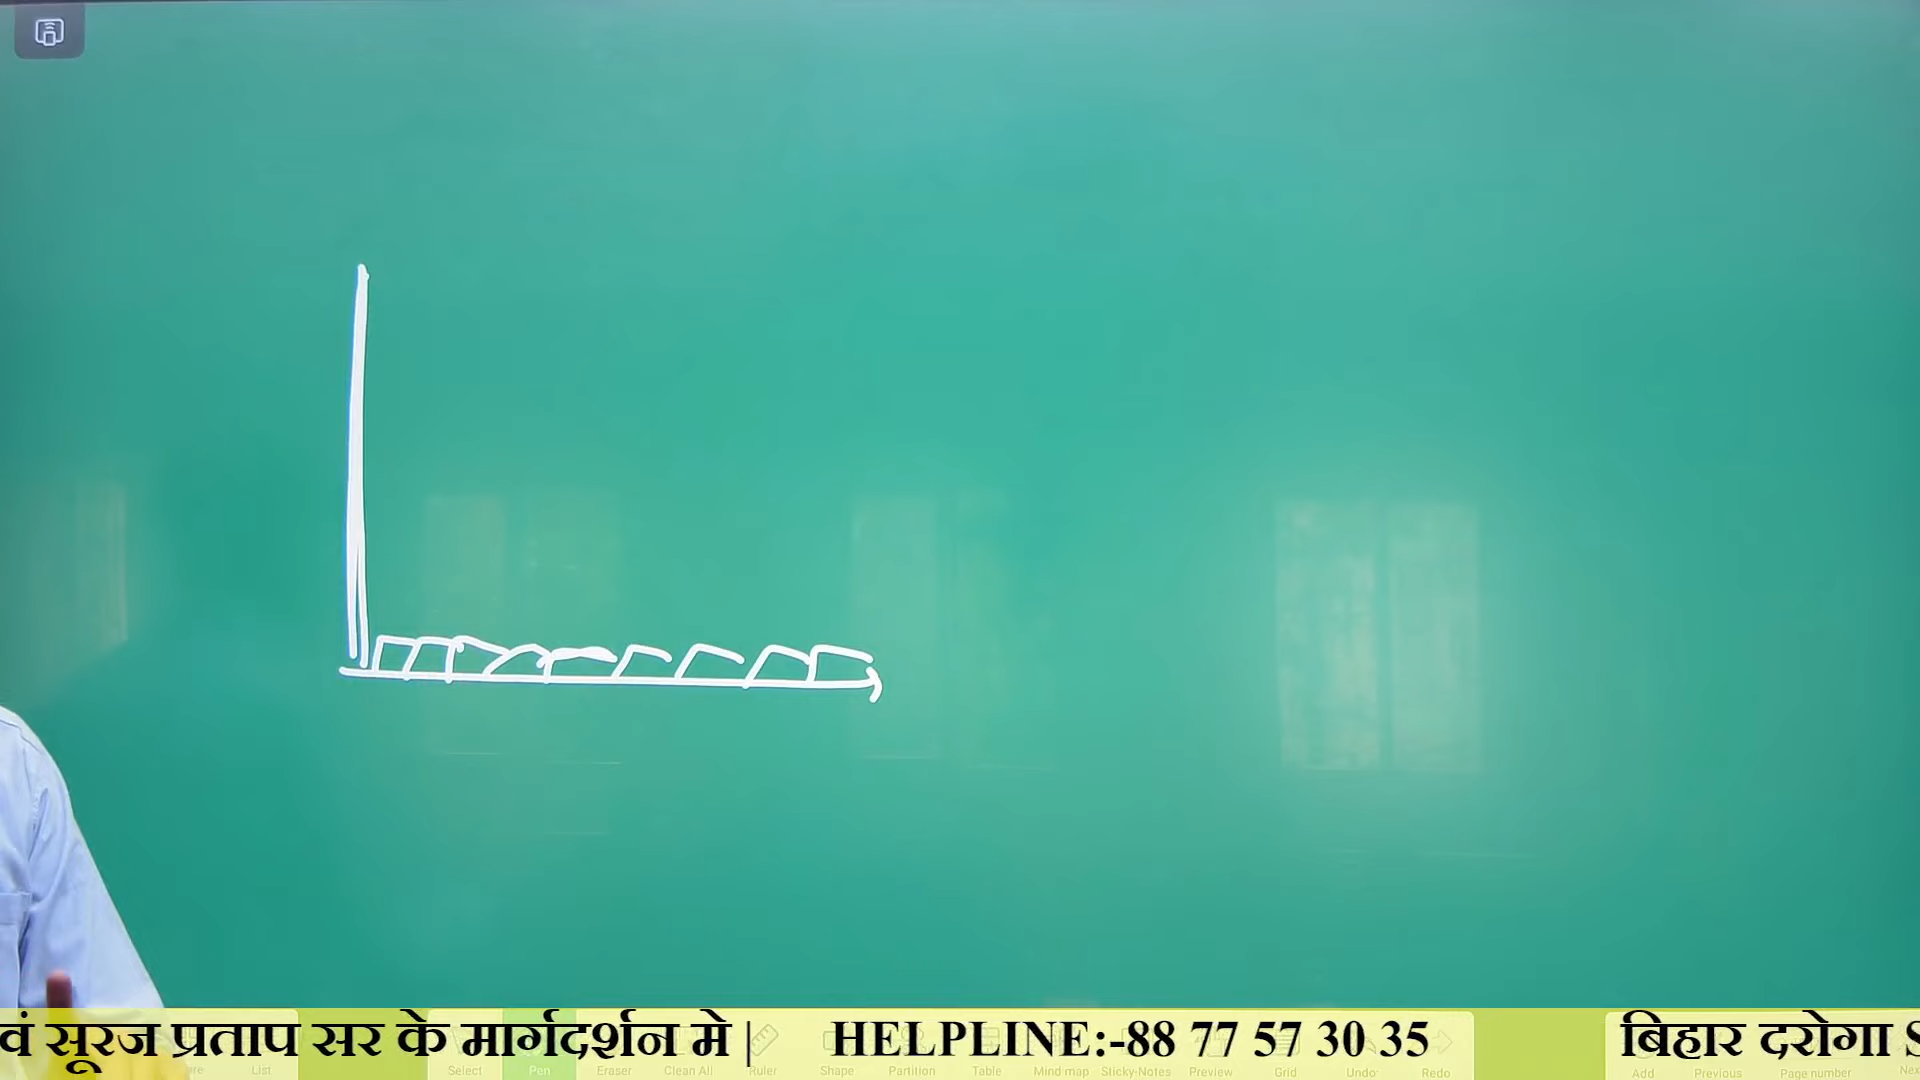 वं सूरज प्रताप सर के मार्गदर्शन मे | HELPLINE:-88 77 57 30 35 बिहार दरोगा S
List Select Pen Eraser Clean All Ruler Shape Partition Table Mind map Sticky-Notes Preview Grid Undo Redo Add Previous Page number